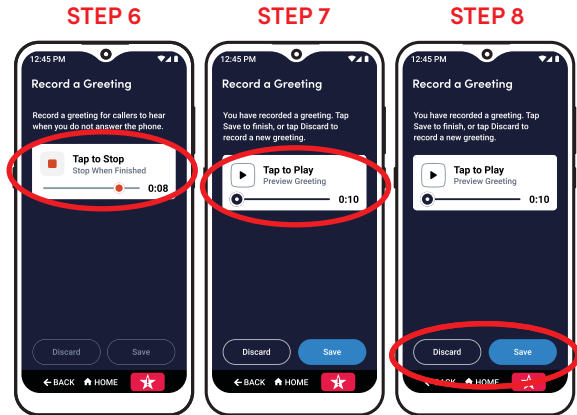 STEP 6
12:45 PM
Record a Greeting
Record a greeting for callers to hear
when you do not answer the phone.
Tap to Stop
Stop When Finished
0:08
Discard
Save
BACK
HOME
STEP 7
12:45 PM
Record a Greeting
You have recorded a greeting. Tap
Save to finish, or tap Discard to
record a new greeting.
Tap to Play
Preview Greeting
0:10
Discard
Save
BACK
HOME
STEP 8
12:45 PM
Record a Greeting
You have recorded a greeting. Tap
Save to finish, or tap Discard to
record a new greeting.
Tap to Play
Preview Greeting
0:10
Discard
Save
BACK
HOME